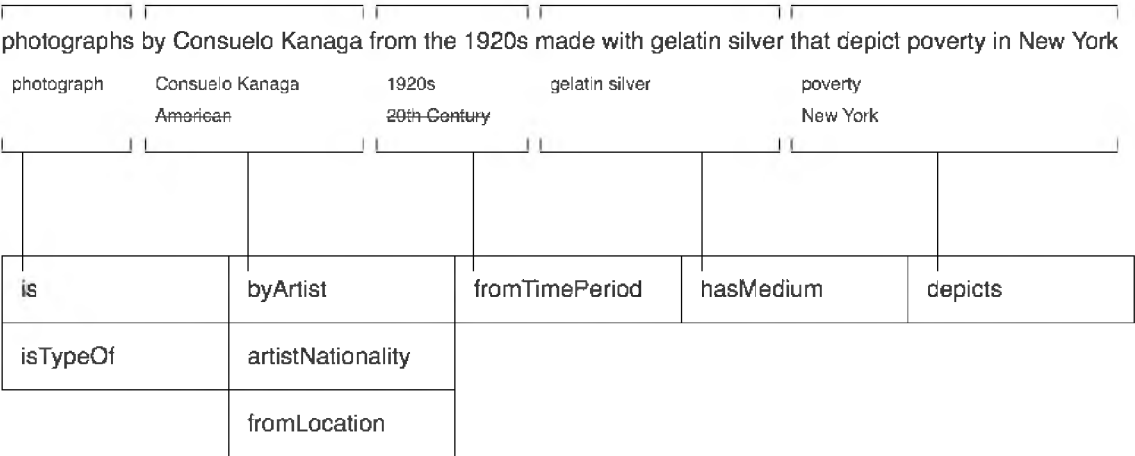 photographs by Consuelo Kanaga from the 1920s made with gelatin silver that depict poverty in New York
photograph Consuelo Kanaga 1920s gelatin silver poverty
American 20th Century New York
is byArtist fromTimePeriod hasMedium depicts
isTypeOf artistNationality
fromLocation